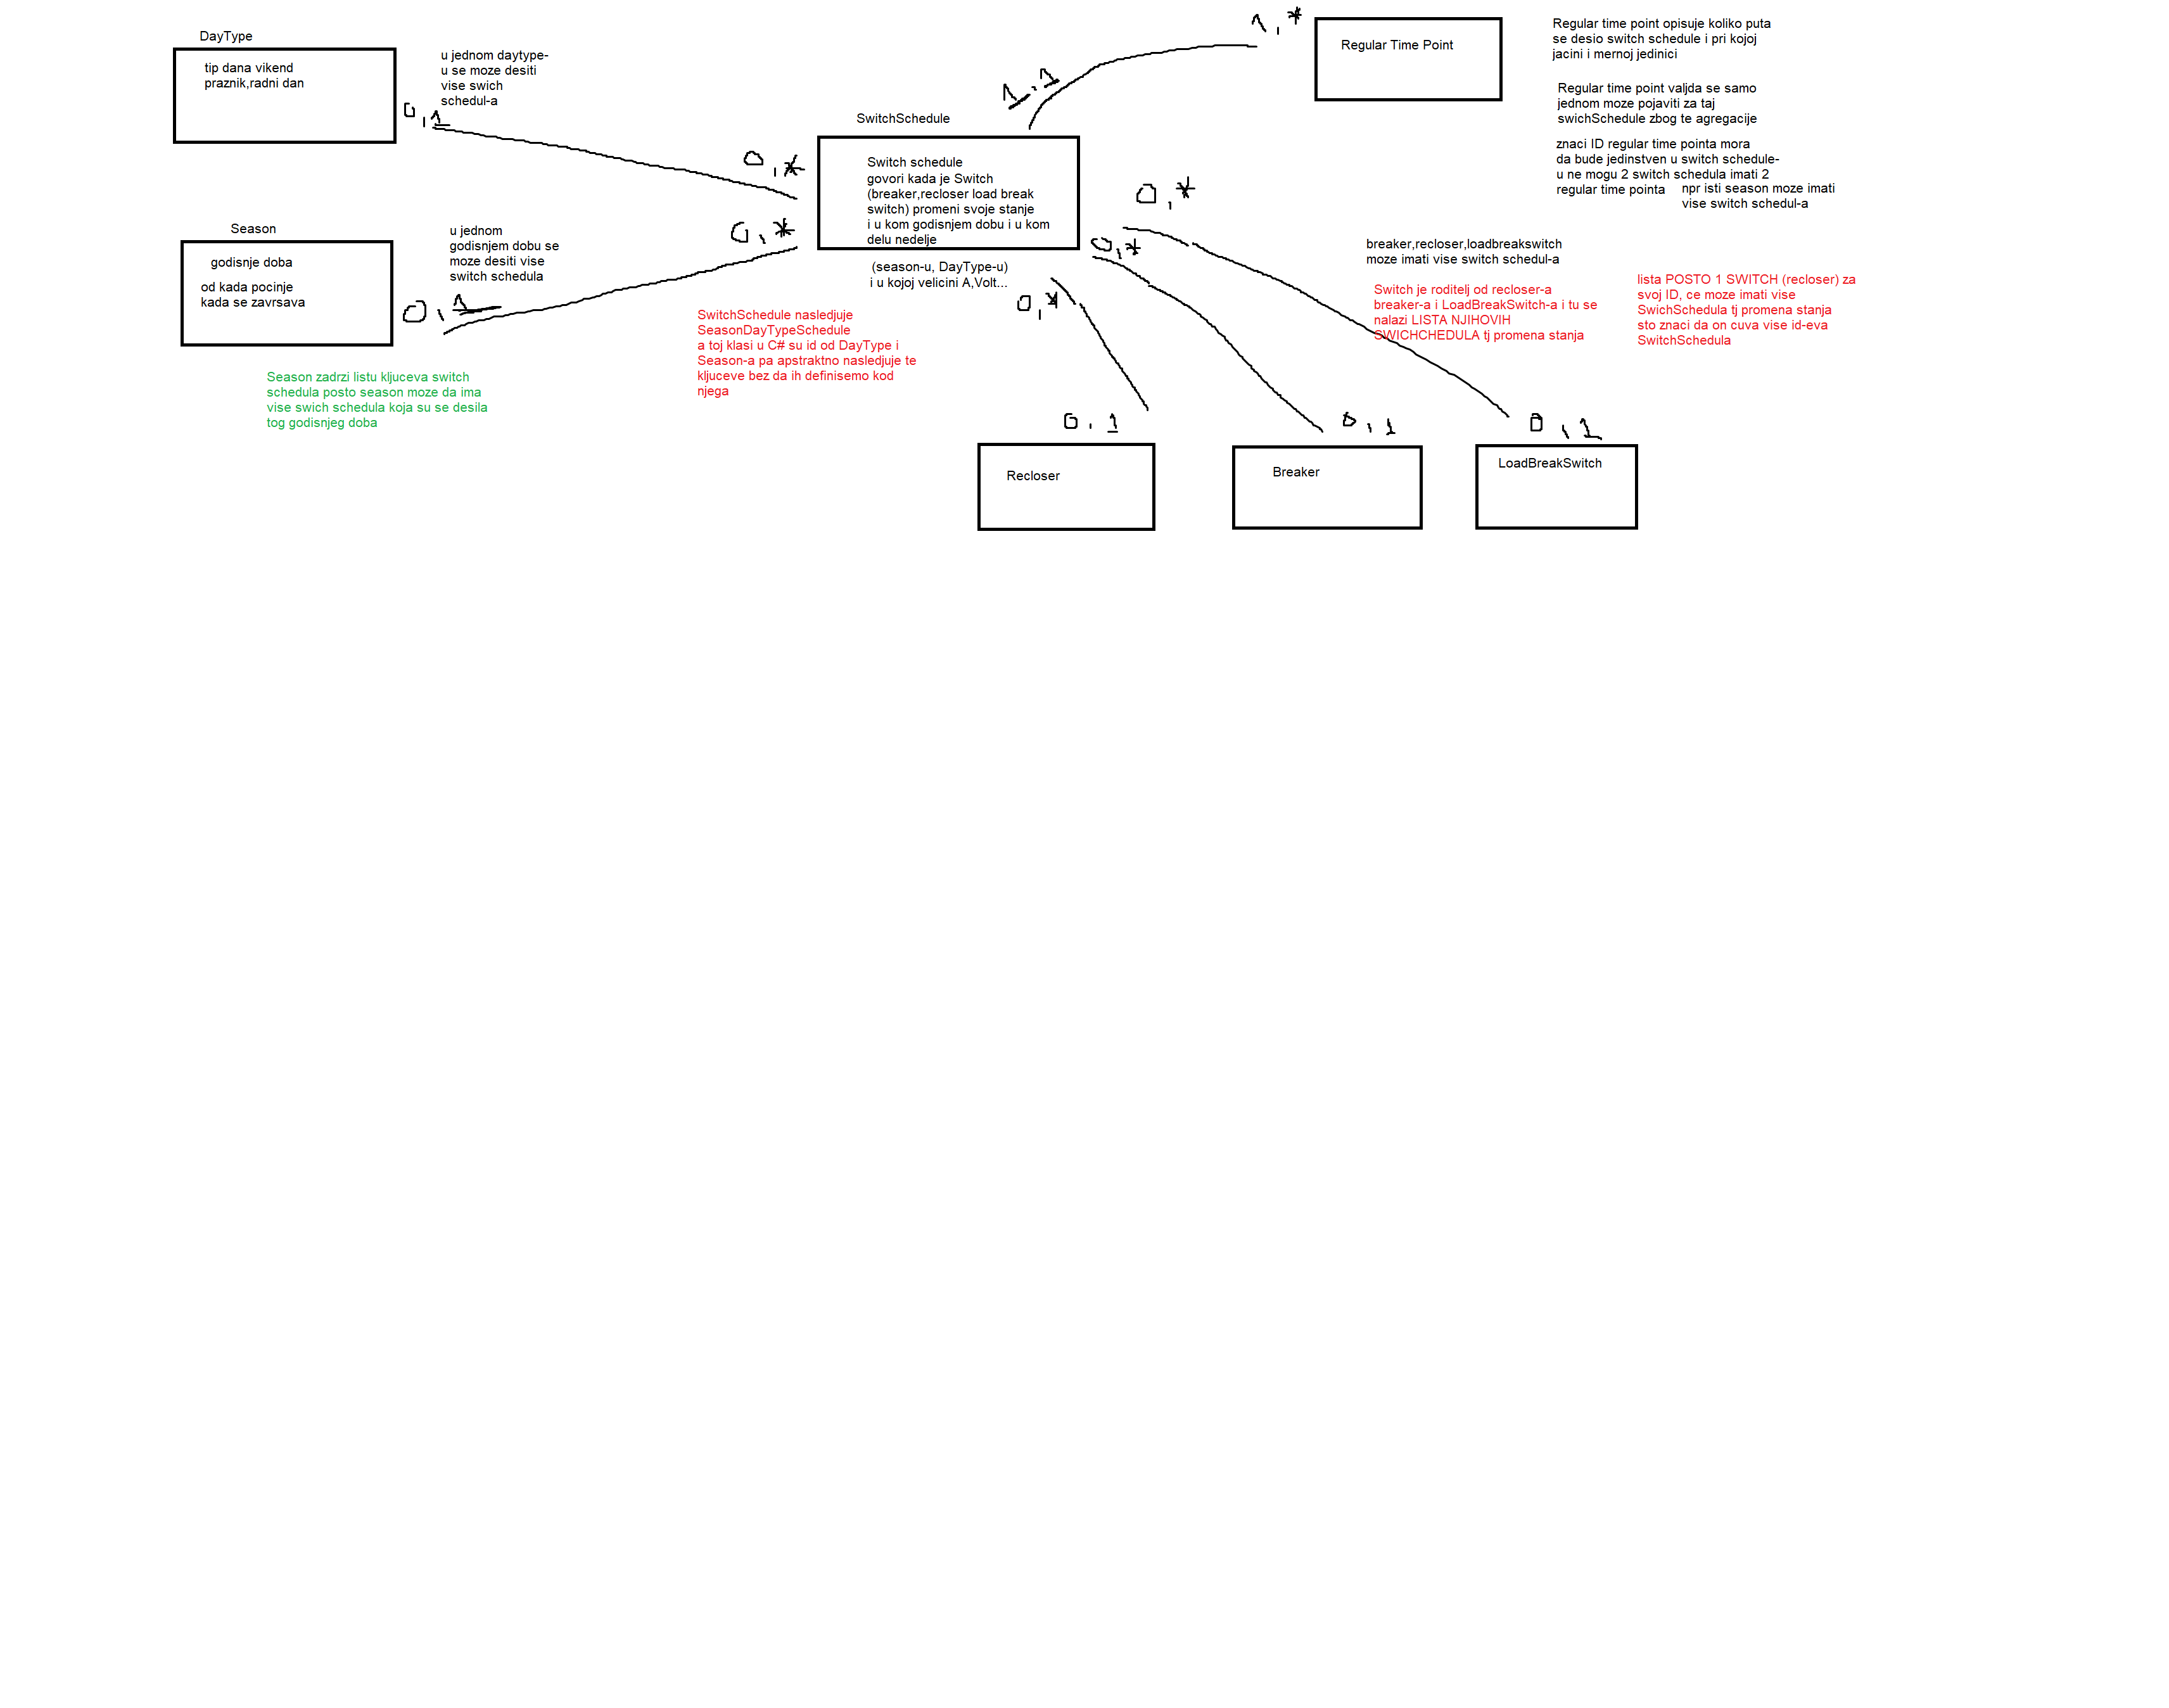 DayType
tip dana vikend
praznik,radni dan
u jednom daytype-
u se moze desiti
vise swich
schedul-a
0,1
0,*
Season
godisnje doba
od kada pocinje
kada se zavrsava
u jednom
godisnjem dobu se
moze desiti vise
switch schedula
0,1
0,*
Season zadrzi listu kljuceva switch
schedula posto season moze da ima
vise swich schedula koja su se desila
tog godisnjeg doba
SwitchSchedule
Switch schedule
govori kada je Switch
(breaker,recloser load break
switch) promeni svoje stanje
i u kom godisnjem dobu i u kom
delu nedelje
(season-u, DayType-u)
i u kojoj velicini A,Volt...
SwitchSchedule nasledjuje
SeasonDayTypeSchedule
a toj klasi u C# su id od DayType i
Season-a pa apstraktno nasledjuje te
kljuceve bez da ih definisemo kod
njega
1,1
1,*
Regular Time Point
Regular time point opisuje koliko puta
se desio switch schedule i pri kojoj
jacini i mernoj jedinici
Regular time point valjda se samo
jednom moze pojaviti za taj
swichSchedule zbog te agregacije
znaci ID regular time pointa mora
da bude jedinstven u switch schedule-
u ne mogu 2 switch schedula imati 2
regular time pointa
npr isti season moze imati
vise switch schedul-a
0,*
0,*
0,*
breaker,recloser,loadbreakswitch
moze imati vise switch schedul-a
Switch je roditelj od recloser-a
breaker-a i LoadBreakSwitch-a i tu se
nalazi LISTA NJIHOVIH
SWICHCHEDULA tj promena stanja
lista POSTO 1 SWITCH (recloser) za
svoj ID, ce moze imati vise
SwichSchedula tj promena stanja
sto znaci da on cuva vise id-eva
SwitchSchedula
0,1
0,1
0,1
Recloser
Breaker
LoadBreakSwitch